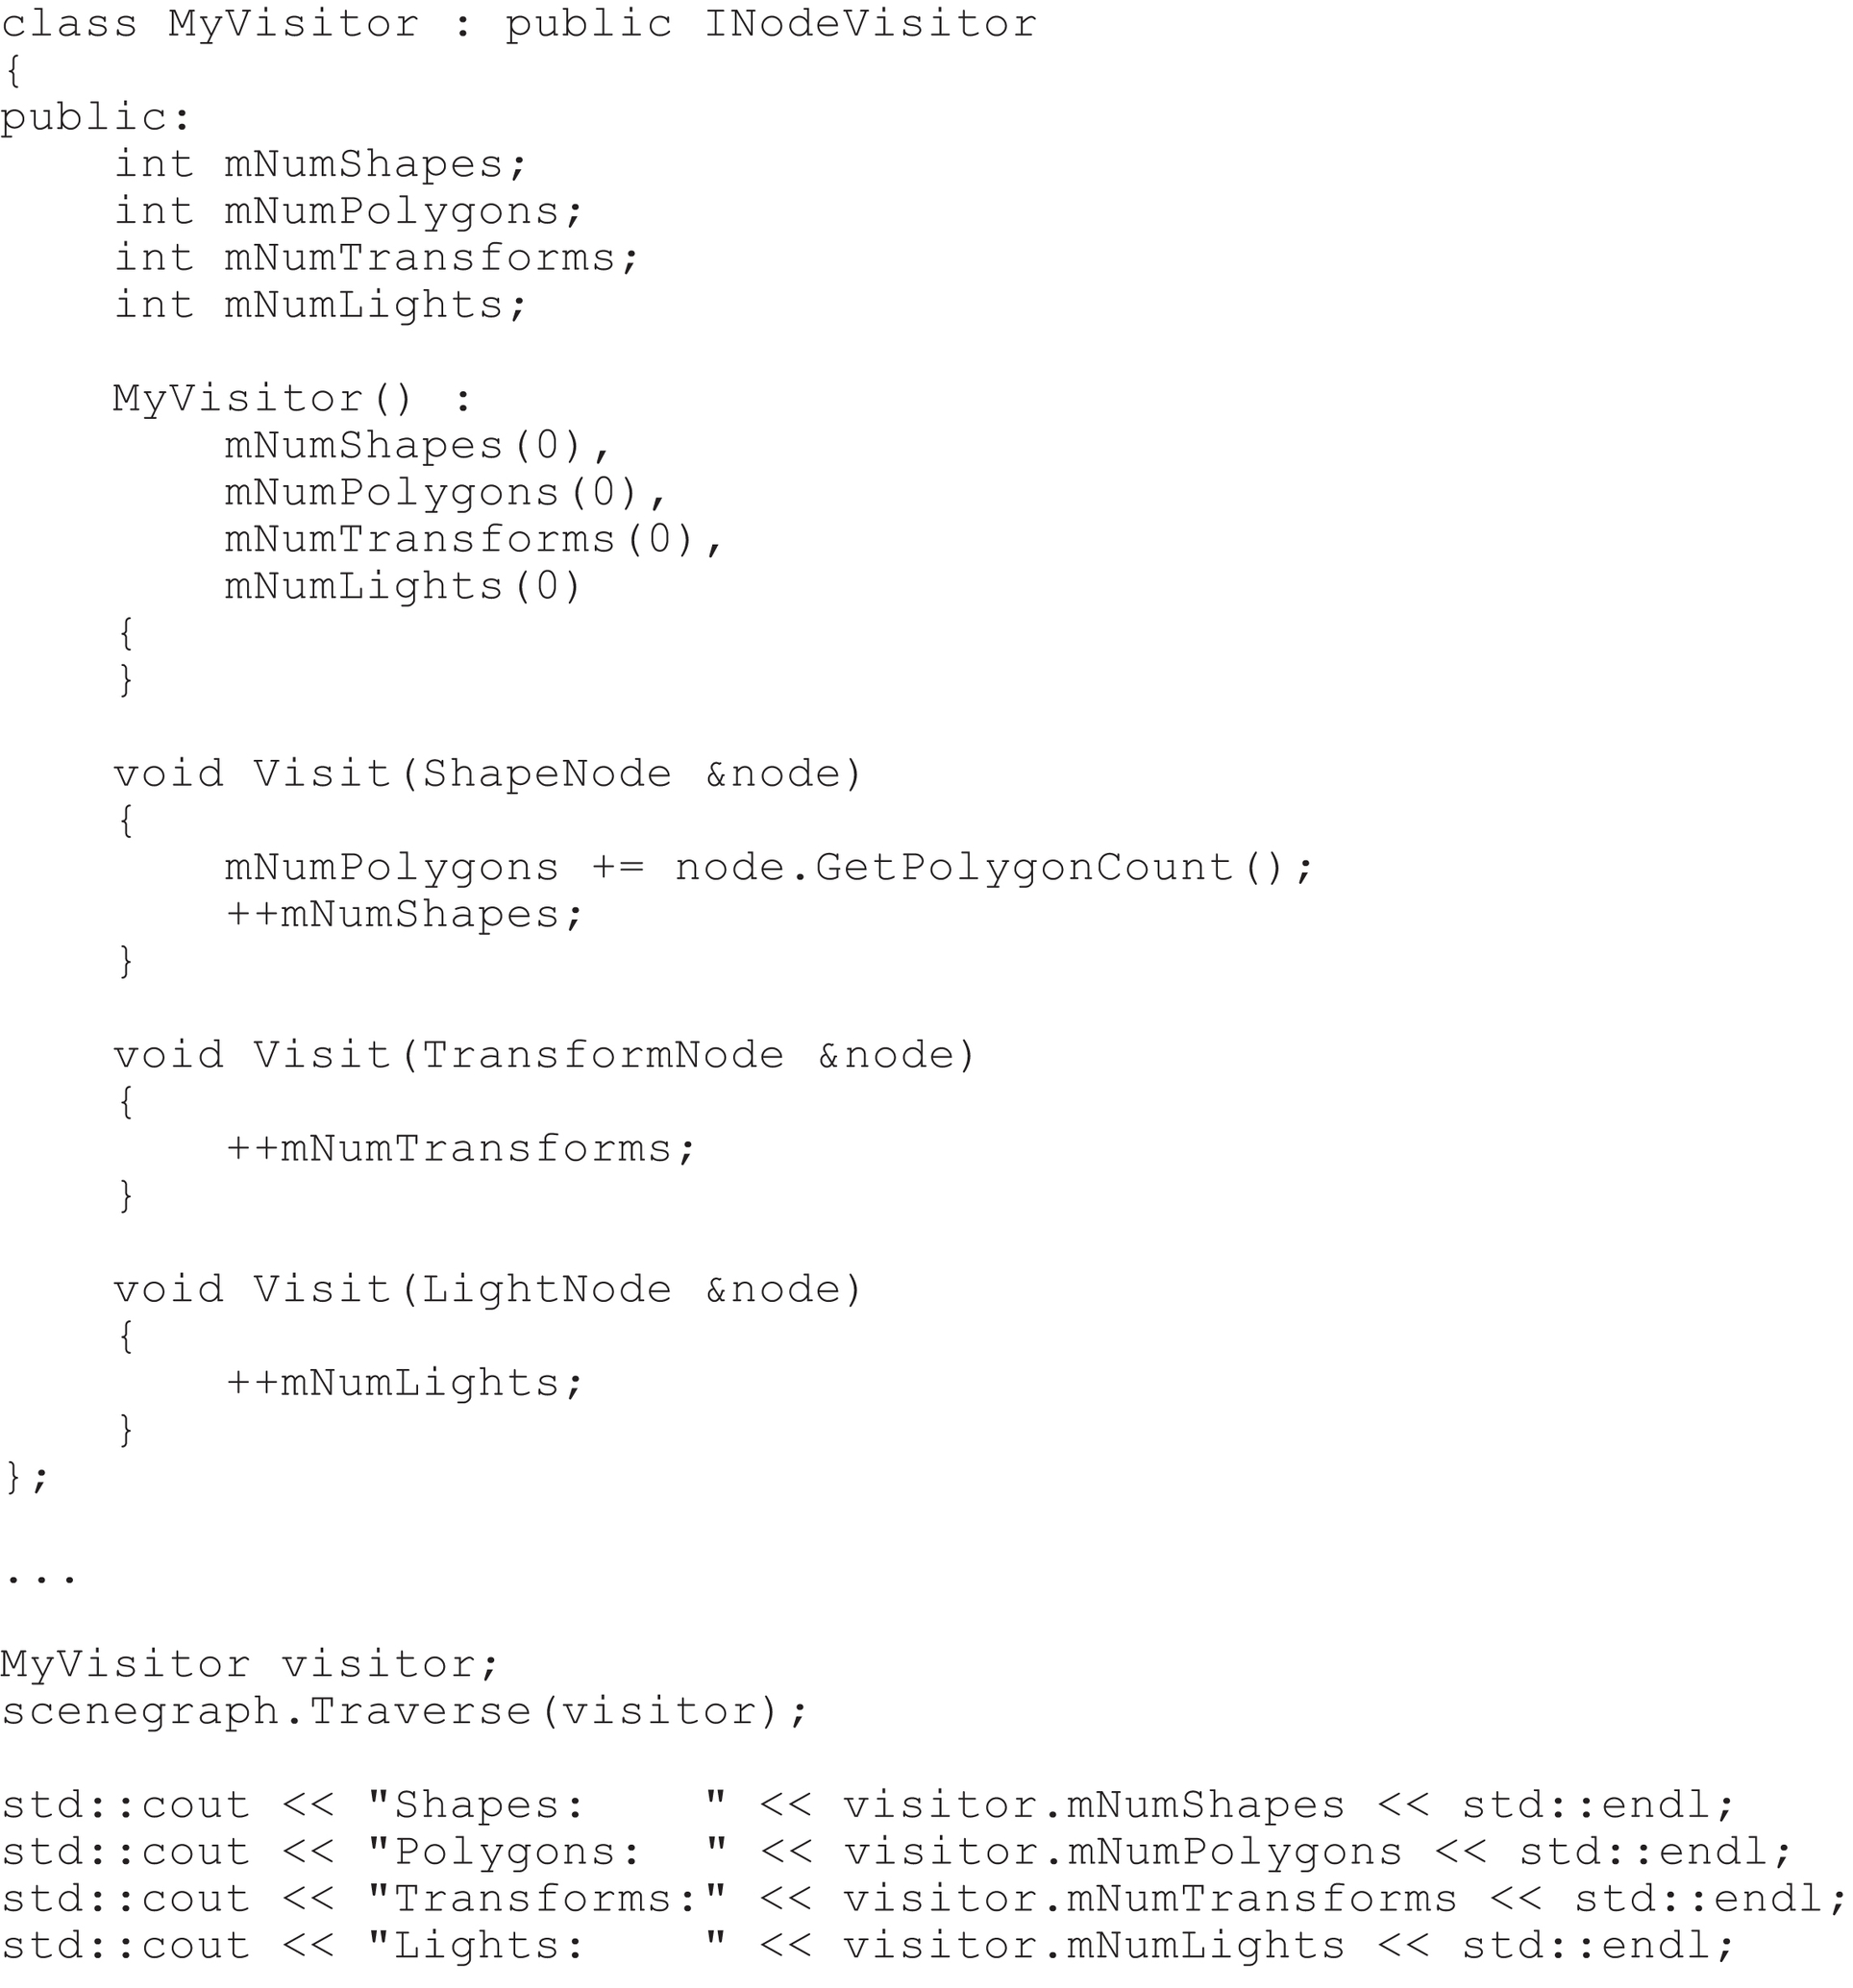 class MyVisitor : public INodeVisitor
{
public:
    int mNumShapes;
    int mNumPolygons;
    int mNumTransforms;
    int mNumLights;

    MyVisitor() :
        mNumShapes(0),
        mNumPolygons(0),
        mNumTransforms(0),
        mNumLights(0)
    {
    }

    void Visit(ShapeNode &node)
    {
        mNumPolygons += node.GetPolygonCount();
        ++mNumShapes;
    }

    void Visit(TransformNode &node)
    {
        ++mNumTransforms;
    }

    void Visit(LightNode &node)
    {
        ++mNumLights;
    }
};

...

MyVisitor visitor;
scenegraph.Traverse(visitor);

std::cout << "Shapes:    " << visitor.mNumShapes << std::endl;
std::cout << "Polygons:  " << visitor.mNumPolygons << std::endl;
std::cout << "Transforms:" << visitor.mNumTransforms << std::endl;
std::cout << "Lights:    " << visitor.mNumLights << std::endl;